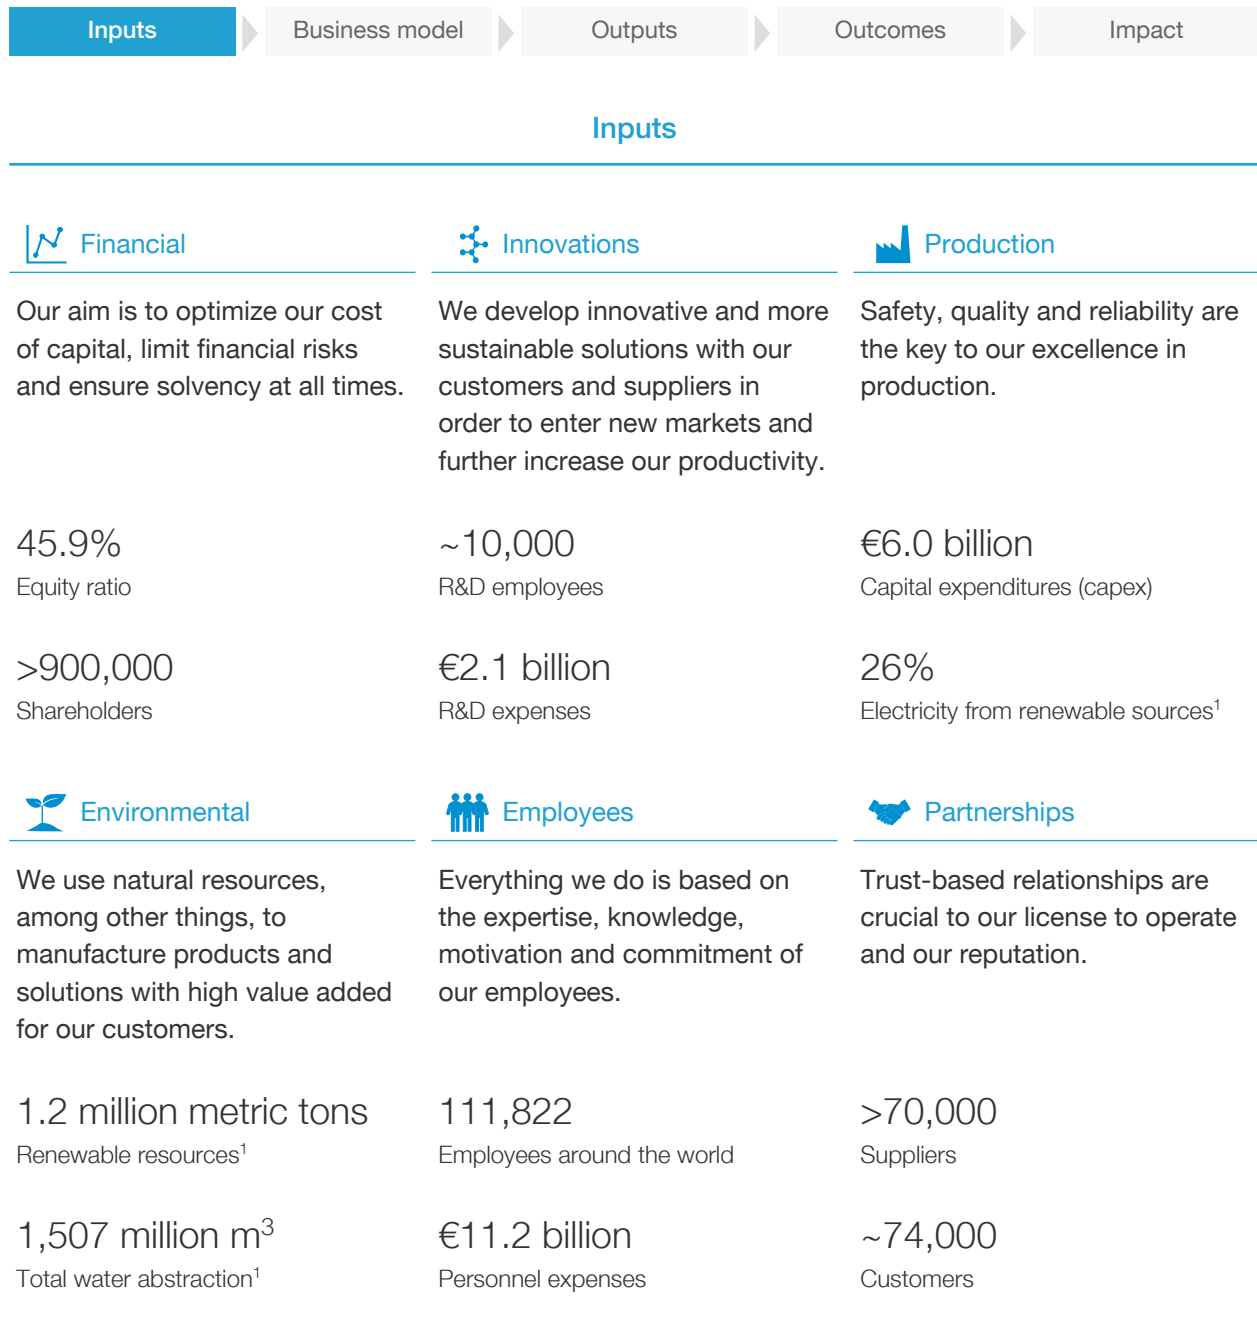 Inputs
Business model
Outputs
Outcomes
Impact
Inputs
Financial
Our aim is to optimize our cost
of capital, limit financial risks
and ensure solvency at all times.
45.9%
Equity ratio
>900,000
Shareholders
Innovations
We develop innovative and more
sustainable solutions with our
customers and suppliers in
order to enter new markets and
further increase our productivity.
~10,000
R&D employees
€2.1 billion
R&D expenses
Production
Safety, quality and reliability are
the key to our excellence in
production.
€6.0 billion
Capital expenditures (capex)
26%
Electricity from renewable sources¹
Environmental
We use natural resources,
among other things, to
manufacture products and
solutions with high value added
for our customers.
1.2 million metric tons
Renewable resources¹
1,507 million m³
Total water abstraction¹
Employees
Everything we do is based on
the expertise, knowledge,
motivation and commitment of
our employees.
111,822
Employees around the world
€11.2 billion
Personnel expenses
Partnerships
Trust-based relationships are
crucial to our license to operate
and our reputation.
>70,000
Suppliers
~74,000
Customers